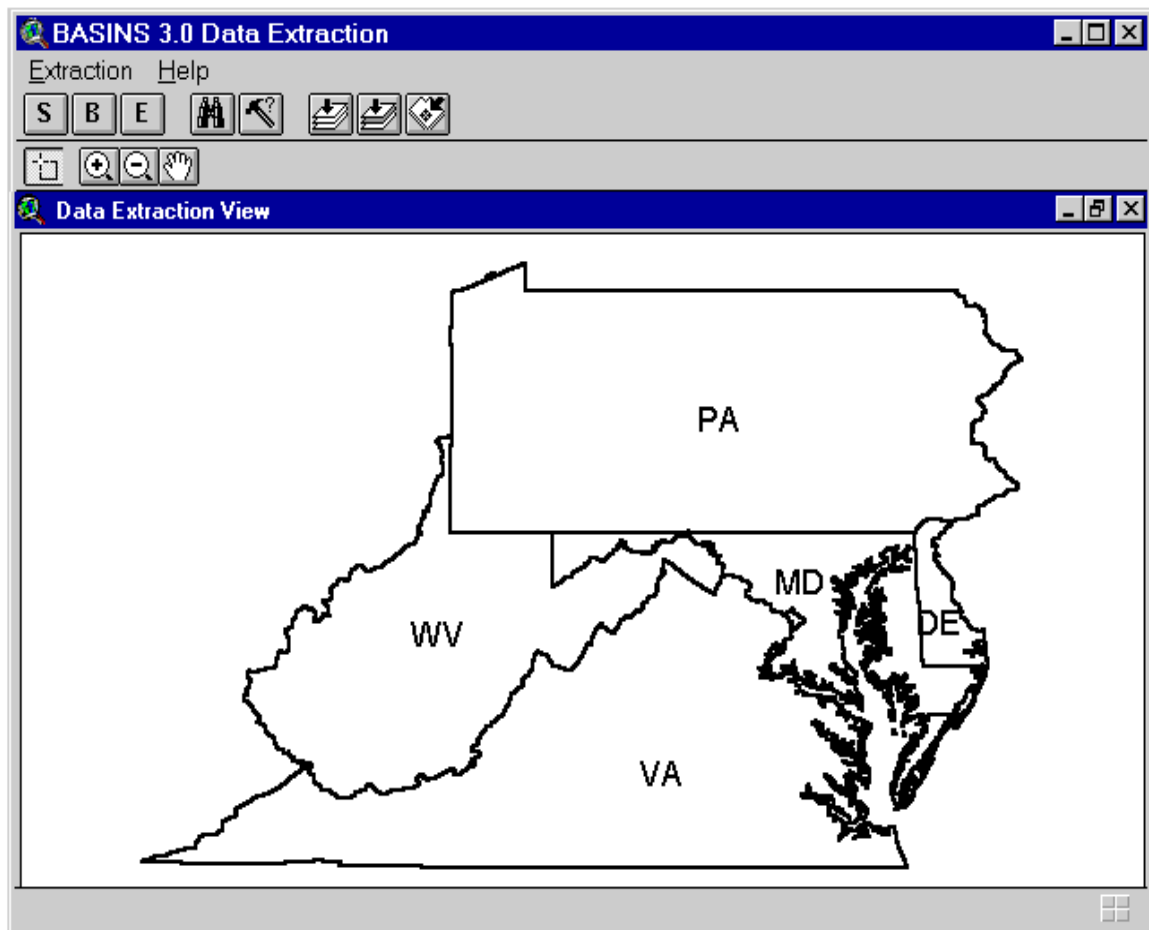 BASINS 3.0 Data Extraction
Extraction Help
S B E
Data Extraction View
PA
MD
DE
WV
VA